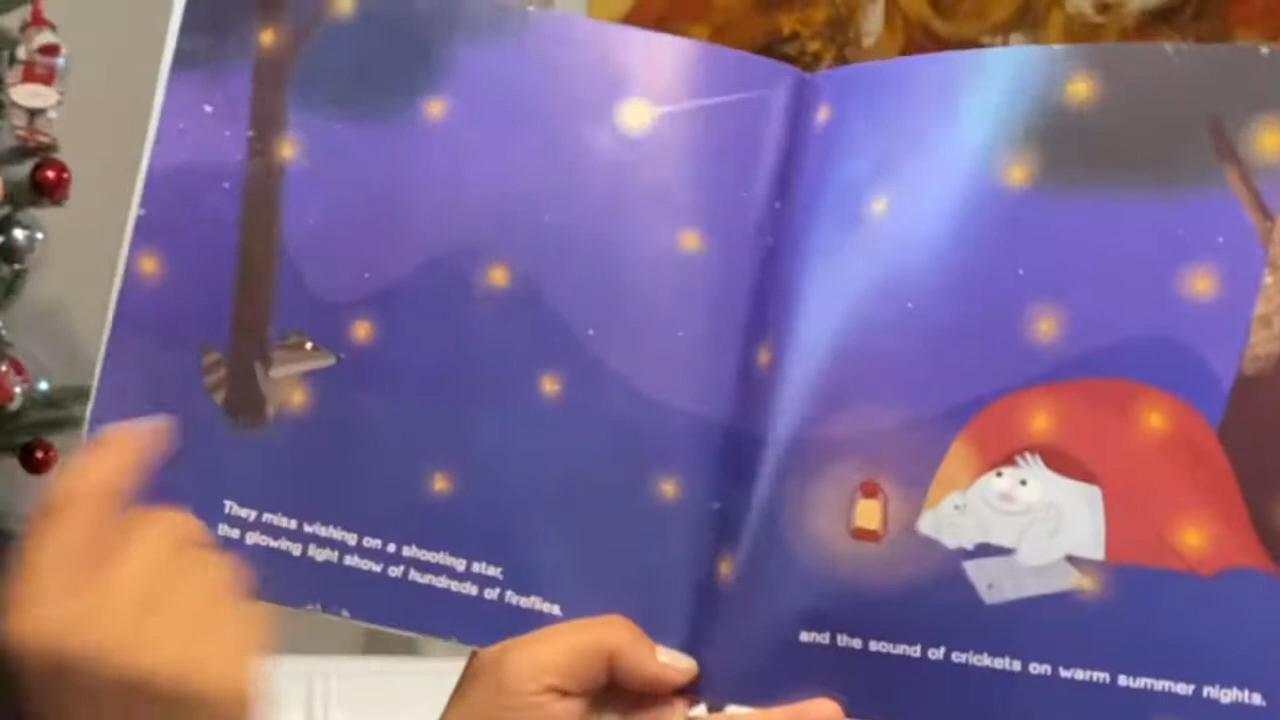 They miss wishing on a shooting star,
the glowing light show of hundreds of fireflies,
and the sound of crickets on warm summer nights.